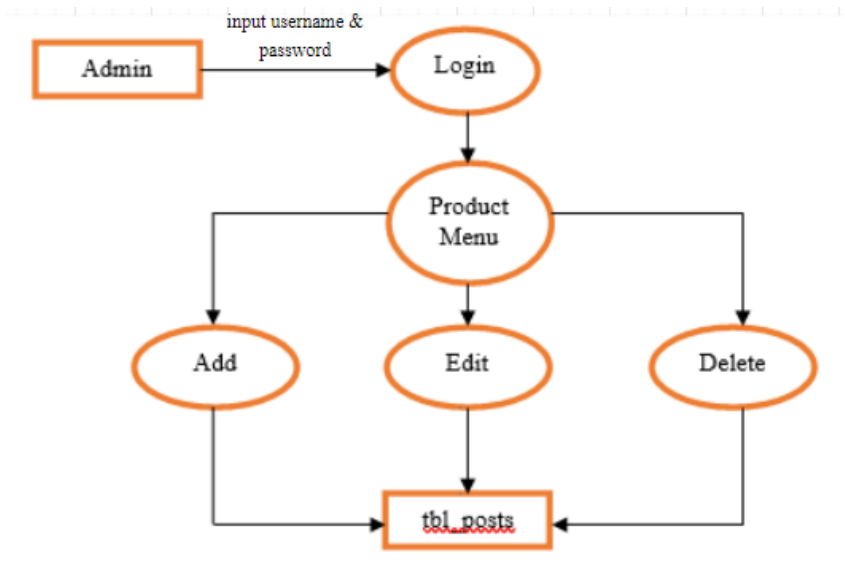 input username &
password
Admin
Login
Product
Menu
Add
Edit
Delete
tbl_posts